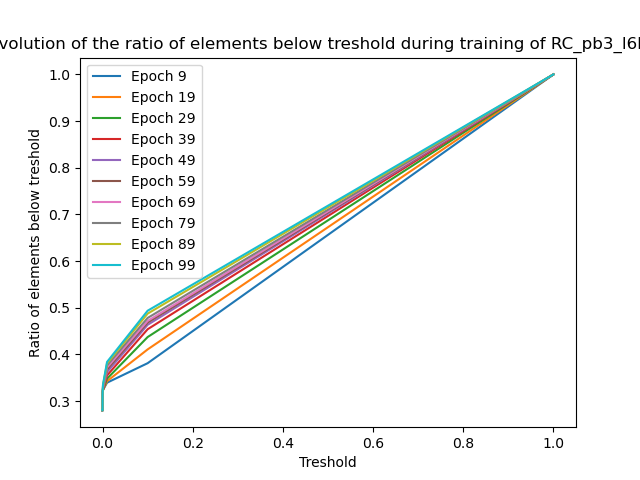 volution of the ratio of elements below treshold during training of RC_pb3_l6
1.0
0.9
0.8
0.7
0.6
0.5
0.4
0.3
Ratio of elements below treshold
Epoch 9
Epoch 19
Epoch 29
Epoch 39
Epoch 49
Epoch 59
Epoch 69
Epoch 79
Epoch 89
Epoch 99
0.0 0.2 0.4 0.6 0.8 1.0
Treshold